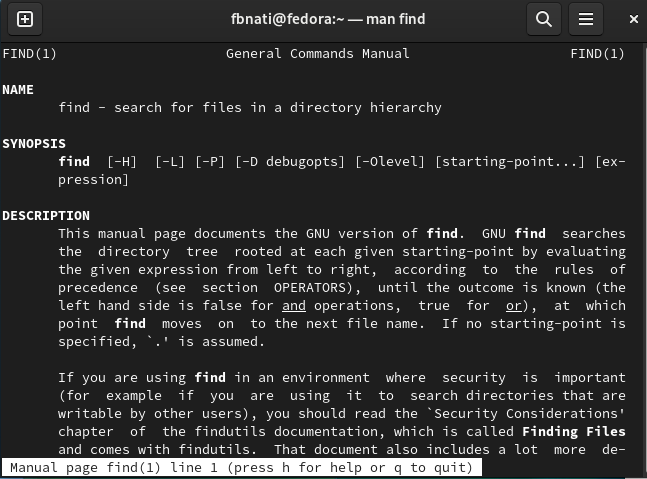 fbnati@fedora:~ — man find
FIND(1) General Commands Manual FIND(1)
NAME
find - search for files in a directory hierarchy
SYNOPSIS
find [-H] [-L] [-P] [-D debugopts] [-Olevel] [starting-point...] [ex-
pression]
DESCRIPTION
This manual page documents the GNU version of find. GNU find searches
the directory tree rooted at each given starting-point by evaluating
the given expression from left to right, according to the rules of
precedence (see section OPERATORS), until the outcome is known (the
left hand side is false for and operations, true for or), at which
point find moves on to the next file name. If no starting-point is
specified, `.' is assumed.
If you are using find in an environment where security is important
(for example if you are using it to search directories that are
writable by other users), you should read the `Security Considerations'
chapter of the findutils documentation, which is called Finding Files
and comes with findutils. That document also includes a lot more de-
Manual page find(1) line 1 (press h for help or q to quit)